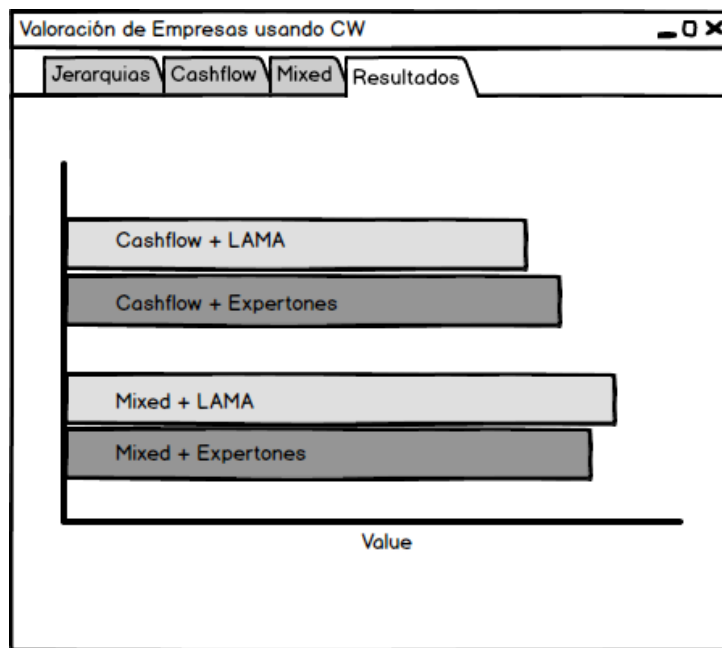 Valoración de Empresas usando CW
Jerarquias Cashflow Mixed Resultados
Cashflow + LAMA
Cashflow + Expertones
Mixed + LAMA
Mixed + Expertones
Value